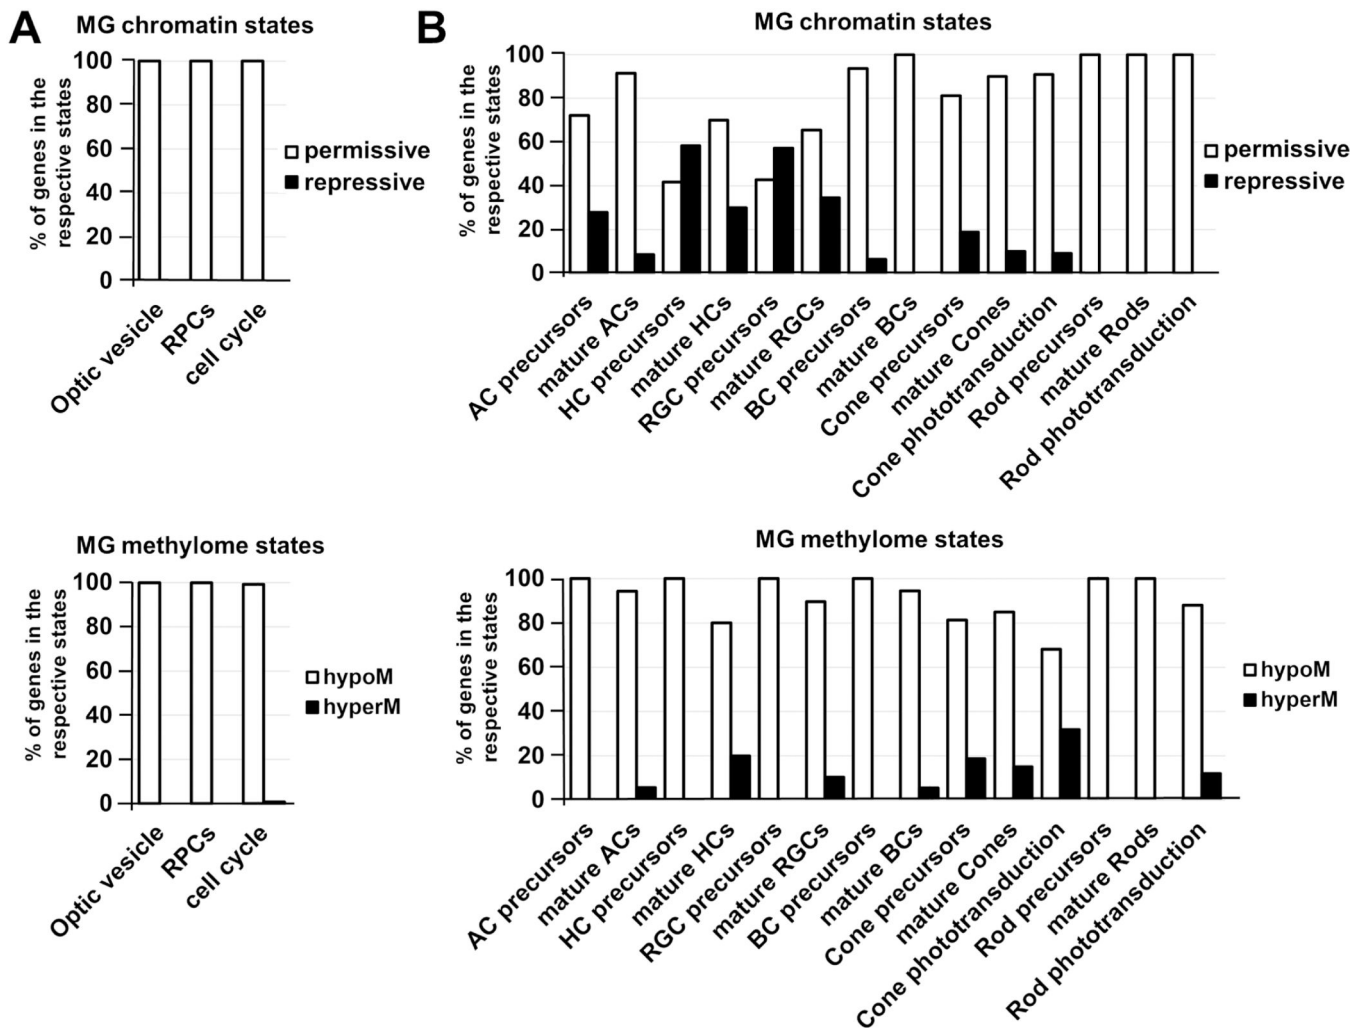 A
MG chromatin states
% of genes in the
respective states
100
80
60
40
20
0
permissive
repressive
Optic vesicle
RPCs
cell cycle
B
MG chromatin states
% of genes in the
respective states
100
80
60
40
20
0
permissive
repressive
AC precursors
mature ACs
HC precursors
mature HCs
RGC precursors
mature RGCs
BC precursors
mature BCs
Cone precursors
mature Cones
Cone phototransduction
Rod precursors
mature Rods
Rod phototransduction
MG methylome states
% of genes in the
respective states
100
80
60
40
20
0
hypoM
hyperM
Optic vesicle
RPCs
cell cycle
MG methylome states
% of genes in the
respective states
100
80
60
40
20
0
hypoM
hyperM
AC precursors
mature ACs
HC precursors
mature HCs
RGC precursors
mature RGCs
BC precursors
mature BCs
Cone precursors
mature Cones
Cone phototransduction
Rod precursors
mature Rods
Rod phototransduction